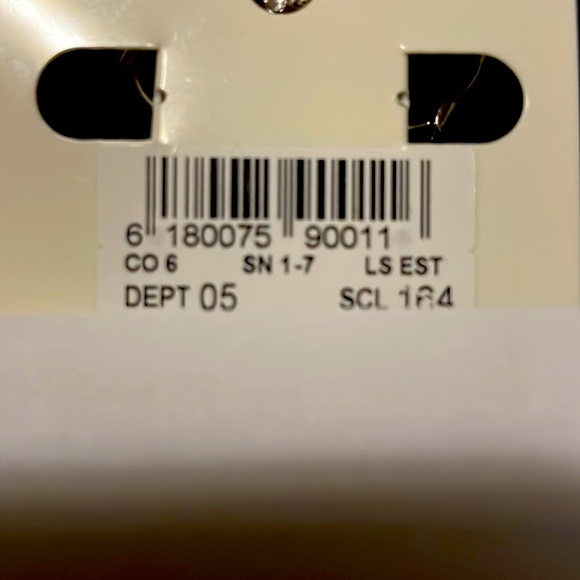 6 180075 90011
CO 6 SN 1-7 LS EST
DEPT 05 SCL 164